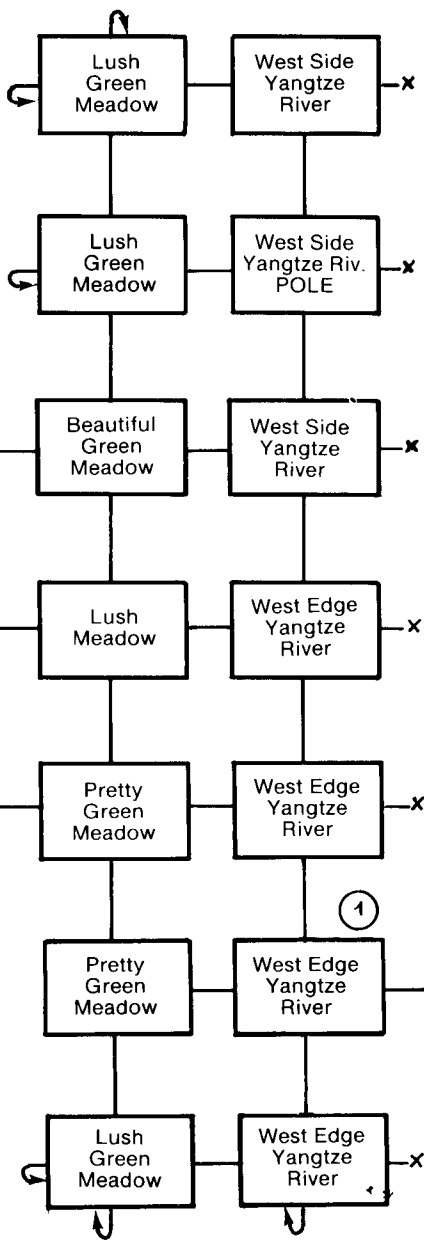 Lush
Green
Meadow
West Side
Yangtze
River
x
Lush
Green
Meadow
West Side
Yangtze Riv.
POLE
x
Beautiful
Green
Meadow
West Side
Yangtze
River
x
Lush
Meadow
West Edge
Yangtze
River
x
Pretty
Green
Meadow
West Edge
Yangtze
River
x
1
Pretty
Green
Meadow
West Edge
Yangtze
River
Lush
Green
Meadow
West Edge
Yangtze
River
x